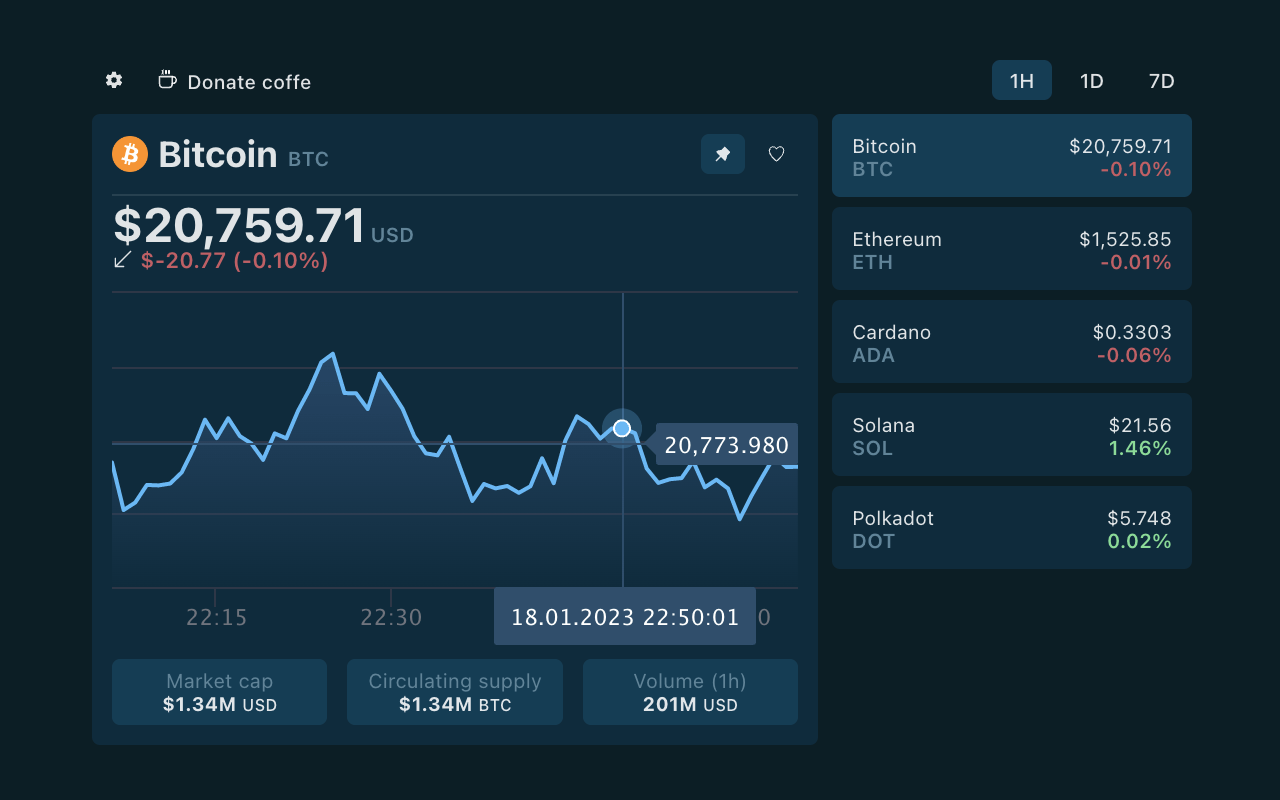 Donate coffe
1H 1D 7D
Bitcoin BTC
$20,759.71 USD
$-20.77 (-0.10%)
20,773.980
22:15 22:30 18.01.2023 22:50:01 0
Market cap
$1.34M USD
Circulating supply
$1.34M BTC
Volume (1h)
201M USD
Bitcoin $20,759.71
BTC -0.10%
Ethereum $1,525.85
ETH -0.01%
Cardano $0.3303
ADA -0.06%
Solana $21.56
SOL 1.46%
Polkadot $5.748
DOT 0.02%